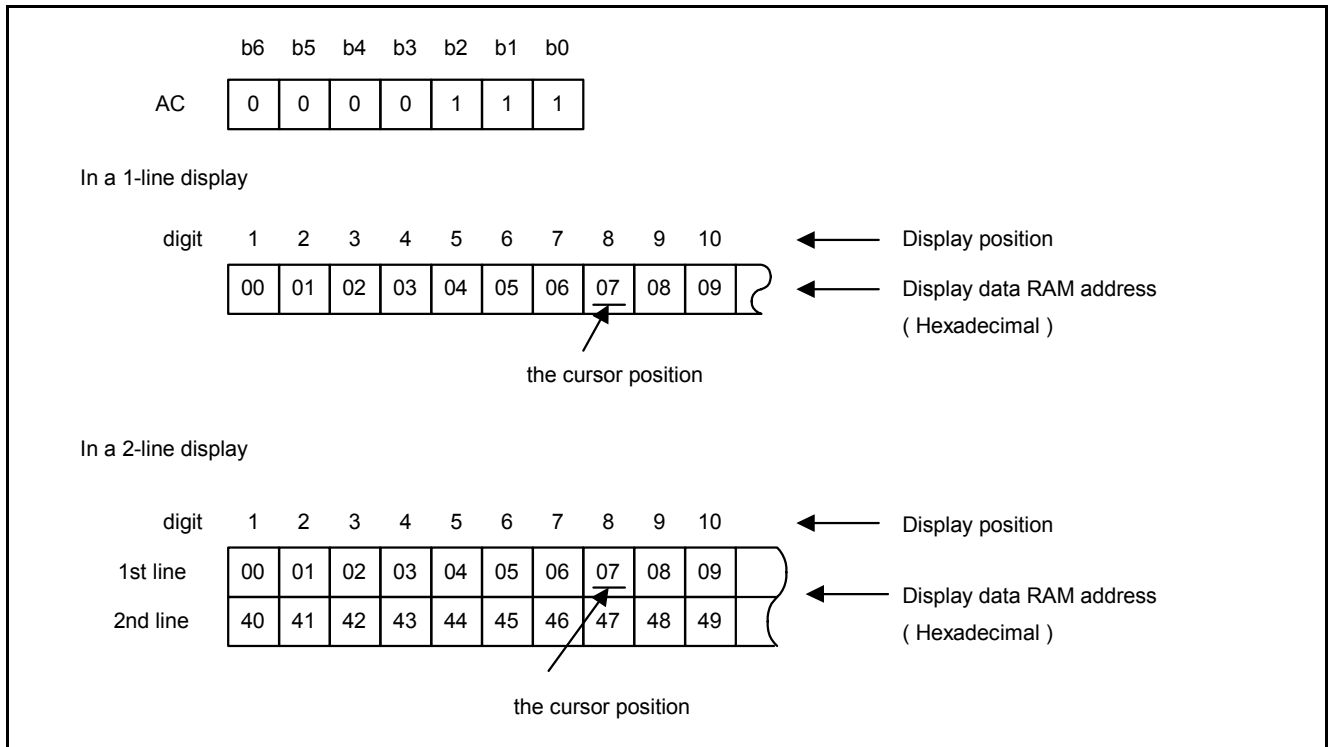 b6 b5 b4 b3 b2 b1 b0
AC 0 0 0 0 1 1 1
In a 1-line display
digit 1 2 3 4 5 6 7 8 9 10 Display position
00 01 02 03 04 05 06 07 08 09 Display data RAM address
( Hexadecimal )
the cursor position
In a 2-line display
digit 1 2 3 4 5 6 7 8 9 10 Display position
1st line 00 01 02 03 04 05 06 07 08 09
Display data RAM address
2nd line 40 41 42 43 44 45 46 47 48 49
( Hexadecimal )
the cursor position